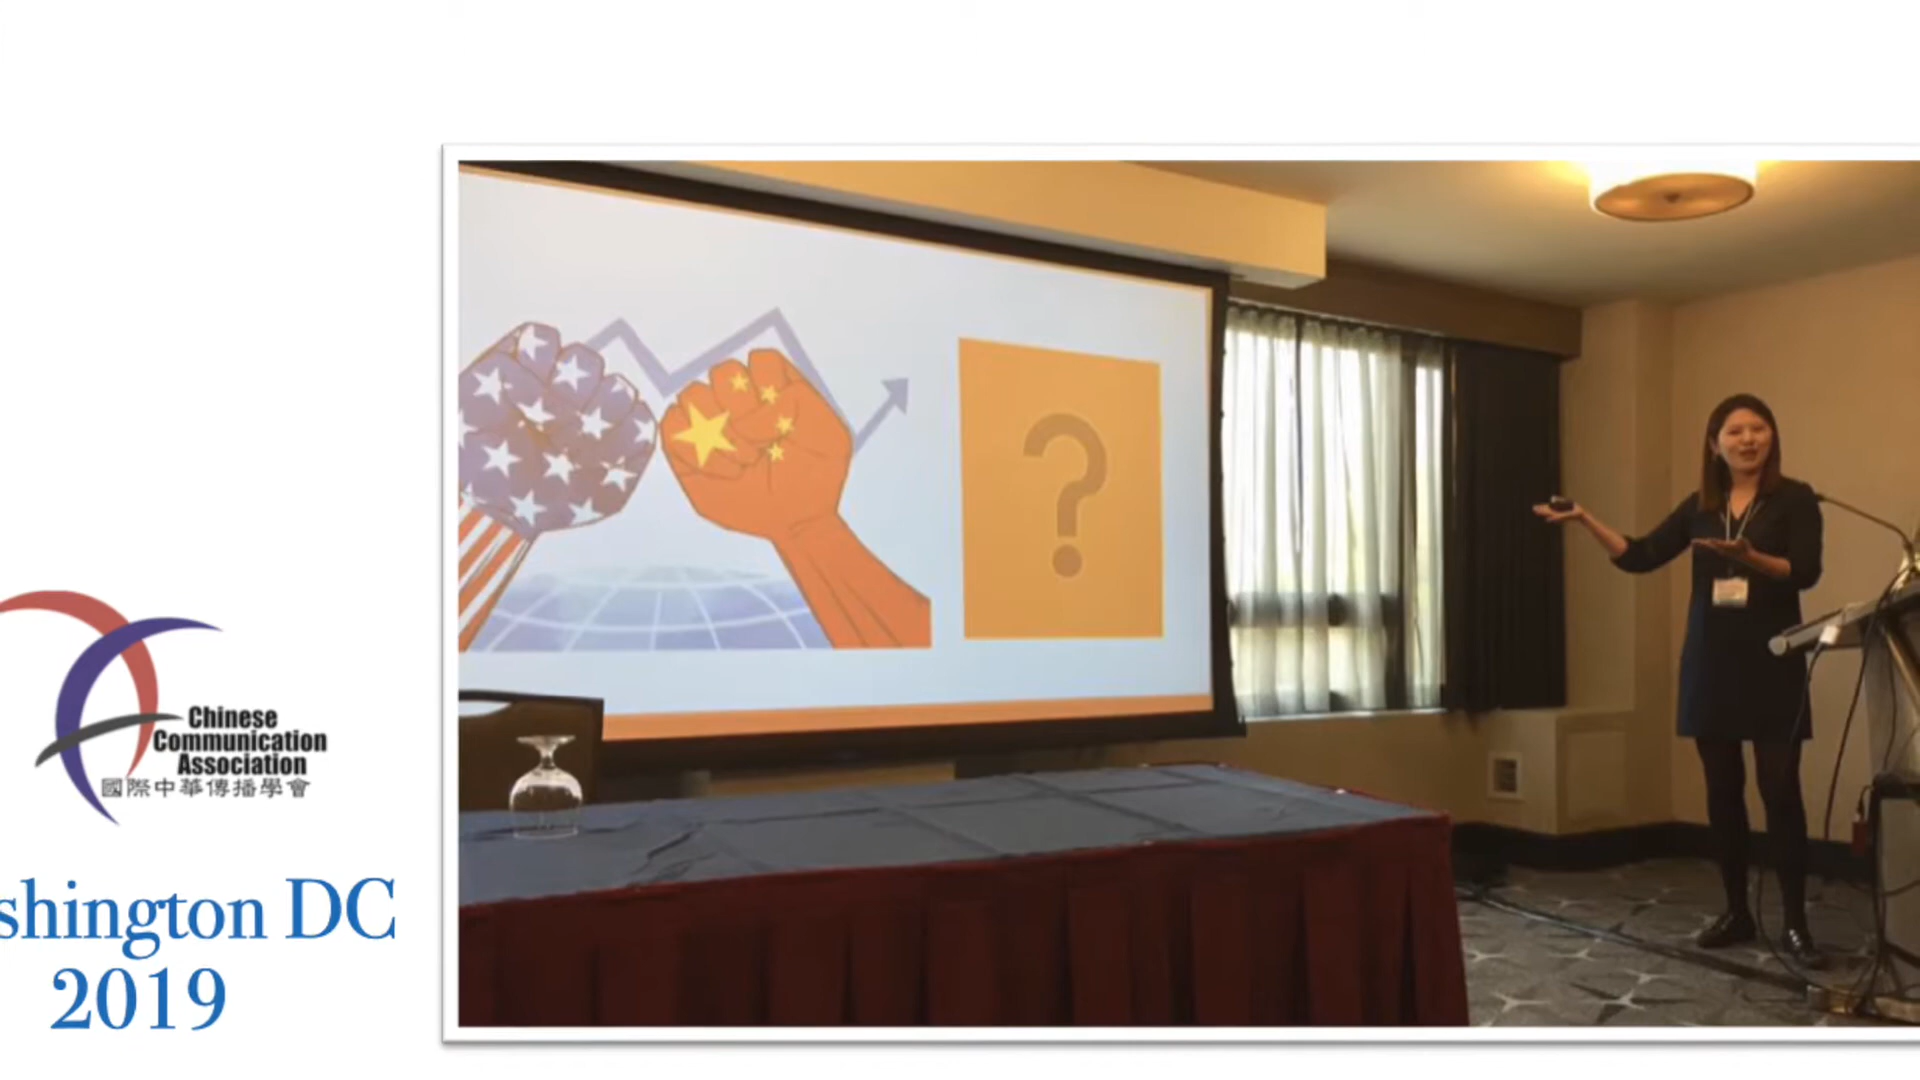 Chinese
Communication
Association
國際中華傳播學會
shington DC
2019
?